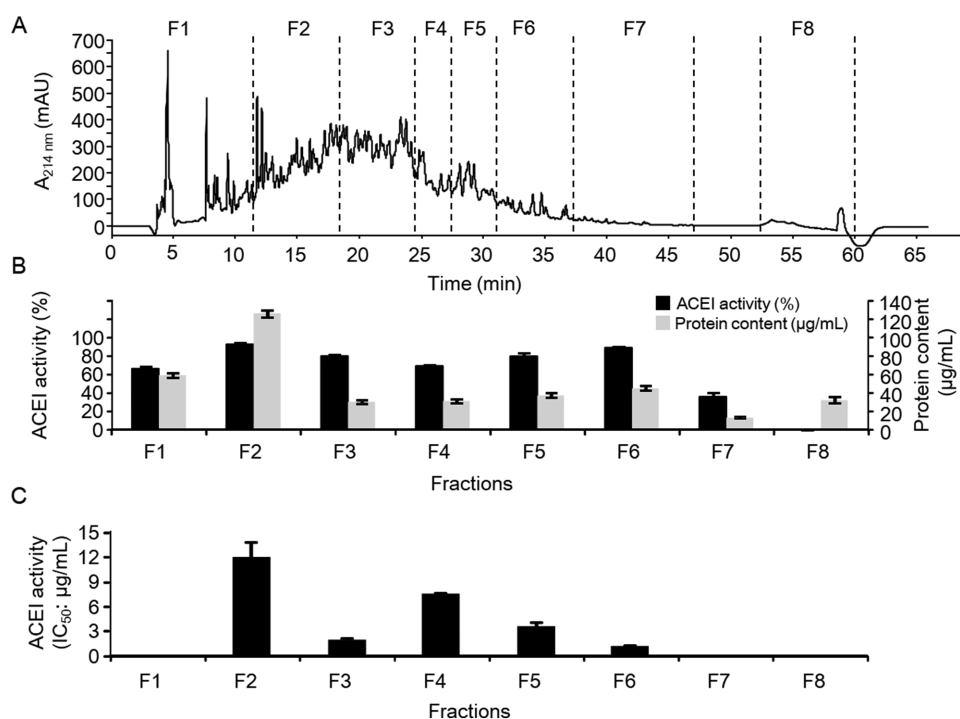 A
F1 F2 F3 F4 F5 F6 F7 F8
700
600
500
400
300
200
100
0
A214 nm (mAU)
0 5 10 15 20 25 30 35 40 45 50 55 60 65
Time (min)
B
ACEI activity (%)
100
80
60
40
20
0
ACEI activity (%)
Protein content (µg/mL)
140
120
100
80
60
40
20
0
Protein content
(µg/mL)
F1 F2 F3 F4 F5 F6 F7 F8
Fractions
C
ACEI activity
(IC50: µg/mL)
15
12
9
6
3
0
F1 F2 F3 F4 F5 F6 F7 F8
Fractions